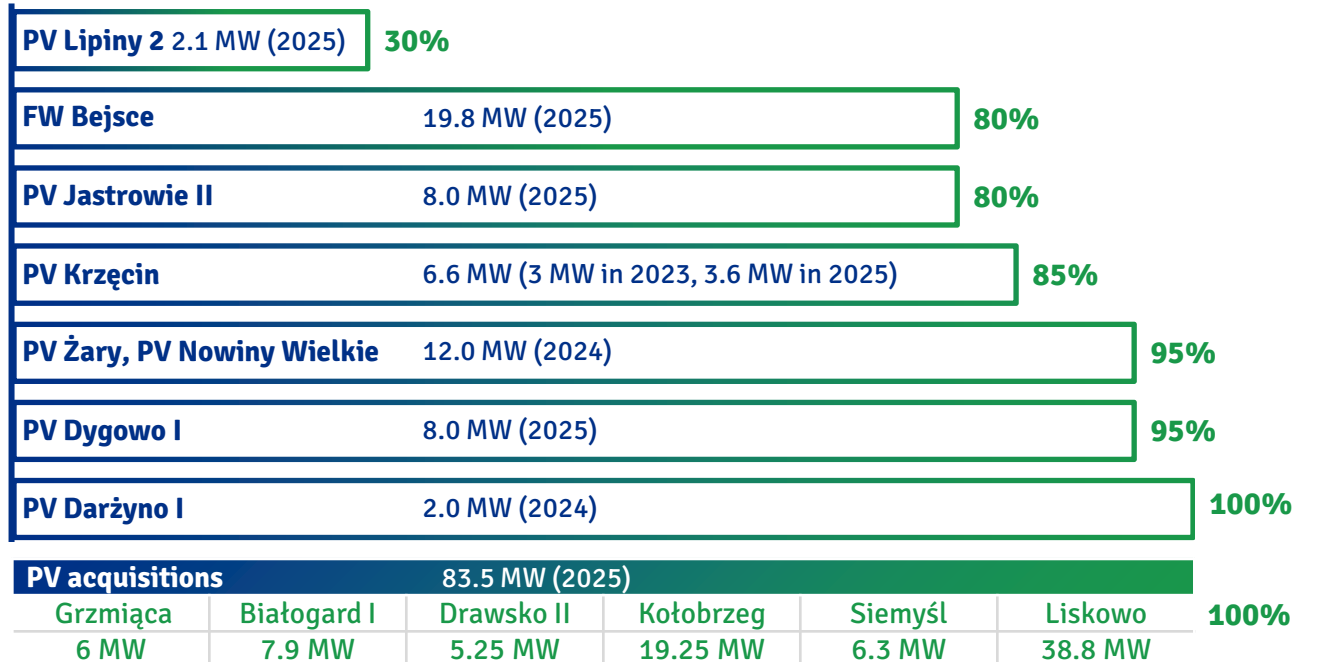 PV Lipiny 2 2.1 MW (2025) 30%
FW Bejsce 19.8 MW (2025) 80%
PV Jastrowie II 8.0 MW (2025) 80%
PV Krzęcin 6.6 MW (3 MW in 2023, 3.6 MW in 2025) 85%
PV Żary, PV Nowiny Wielkie 12.0 MW (2024) 95%
PV Dygowo I 8.0 MW (2025) 95%
PV Darżyno I 2.0 MW (2024) 100%
PV acquisitions 83.5 MW (2025)
Grzmiąca Białogard I Drawsko II Kołobrzeg Siemyśl Liskowo 100%
6 MW 7.9 MW 5.25 MW 19.25 MW 6.3 MW 38.8 MW